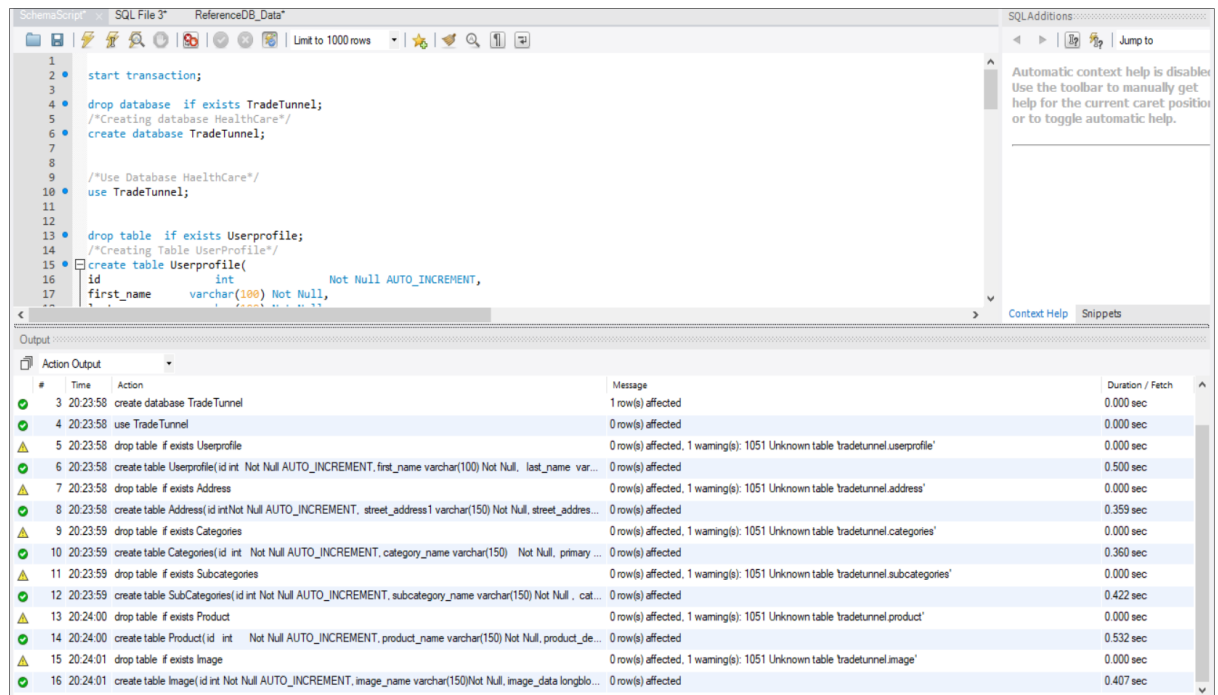 SchemaScript* × SQL File 3* ReferenceDB_Data* SQLAdditions
Limit to 1000 rows Jump to
1
2 start transaction;
3
4 drop database if exists TradeTunnel;
5 /*Creating database HealthCare*/
6 create database TradeTunnel;
7
8
9 /*Use Database HaelthCare*/
10 use TradeTunnel;
11
12
13 drop table if exists Userprofile;
14 /*Creating Table UserProfile*/
15 create table Userprofile(
16 id int Not Null AUTO_INCREMENT,
17 first_name varchar(100) Not Null,
Automatic context help is disabled
Use the toolbar to manually get
help for the current caret position
or to toggle automatic help.
Context Help Snippets
Output
Action Output
# Time Action Message Duration / Fetch
3 20:23:58 create database TradeTunnel 1 row(s) affected 0.000 sec
4 20:23:58 use TradeTunnel 0 row(s) affected 0.000 sec
5 20:23:58 drop table if exists Userprofile 0 row(s) affected, 1 warning(s): 1051 Unknown table 'tradetunnel.userprofile' 0.000 sec
6 20:23:58 create table Userprofile( id int Not Null AUTO_INCREMENT, first_name varchar(100) Not Null, last_name var... 0 row(s) affected 0.500 sec
7 20:23:58 drop table if exists Address 0 row(s) affected, 1 warning(s): 1051 Unknown table 'tradetunnel.address' 0.000 sec
8 20:23:58 create table Address( id intNot Null AUTO_INCREMENT, street_address1 varchar(150) Not Null, street_addres... 0 row(s) affected 0.359 sec
9 20:23:59 drop table if exists Categories 0 row(s) affected, 1 warning(s): 1051 Unknown table 'tradetunnel.categories' 0.000 sec
10 20:23:59 create table Categories( id int Not Null AUTO_INCREMENT, category_name varchar(150) Not Null, primary ... 0 row(s) affected 0.360 sec
11 20:23:59 drop table if exists Subcategories 0 row(s) affected, 1 warning(s): 1051 Unknown table 'tradetunnel.subcategories' 0.000 sec
12 20:23:59 create table SubCategories( id int Not Null AUTO_INCREMENT, subcategory_name varchar(150) Not Null , cat... 0 row(s) affected 0.422 sec
13 20:24:00 drop table if exists Product 0 row(s) affected, 1 warning(s): 1051 Unknown table 'tradetunnel.product' 0.000 sec
14 20:24:00 create table Product( id int Not Null AUTO_INCREMENT, product_name varchar(150) Not Null, product_de... 0 row(s) affected 0.532 sec
15 20:24:01 drop table if exists Image 0 row(s) affected, 1 warning(s): 1051 Unknown table 'tradetunnel.image' 0.000 sec
16 20:24:01 create table Image( id int Not Null AUTO_INCREMENT, image_name varchar(150)Not Null, image_data longblo... 0 row(s) affected 0.407 sec